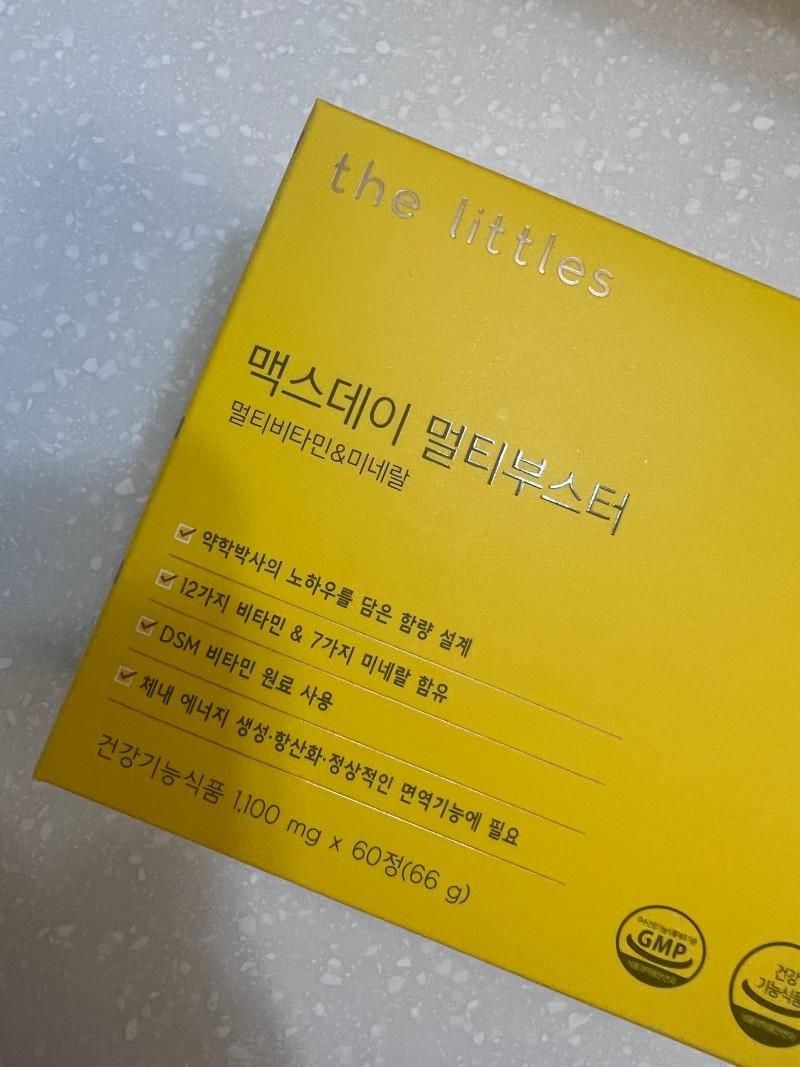 the littles
맥스데이 멀티부스터
멀티비타민&미네랄
약학박사의 노하우를 담은 함량 설계
12가지 비타민 & 7가지 미네랄 함유
DSM 비타민 원료 사용
체내 에너지 생성·항산화·정상적인 면역기능에 필요
건강기능식품 1,100 mg x 60정(66 g)
GMP
건강
기능식품